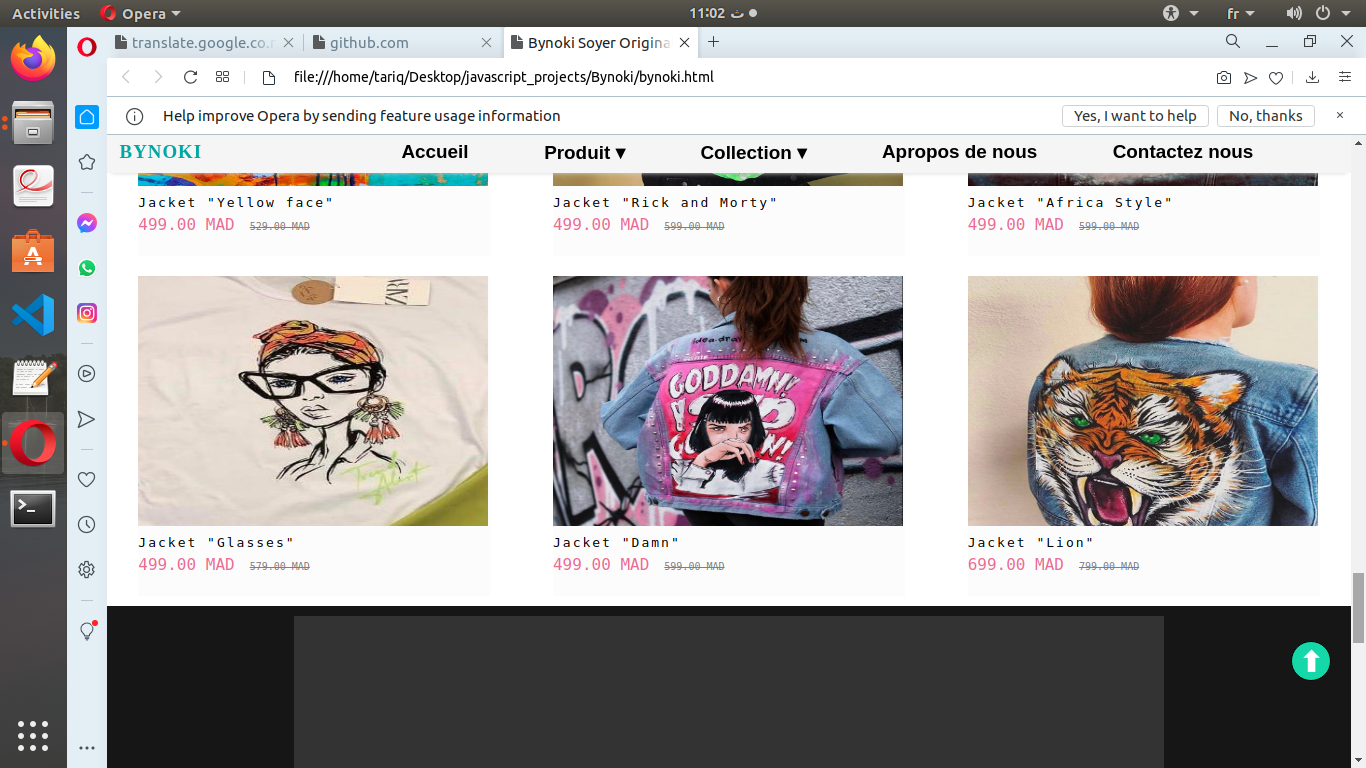 Activities Opera ▾ 11:02 ث ● fr
translate.google.co.m github.com Bynoki Soyer Origina
file:///home/tariq/Desktop/javascript_projects/Bynoki/bynoki.html
Help improve Opera by sending feature usage information Yes, I want to help No, thanks
BYNOKI Accueil Produit ▾ Collection ▾ Apropos de nous Contactez nous
Jacket "Yellow face" Jacket "Rick and Morty" Jacket "Africa Style"
499.00 MAD 529.00 MAD 499.00 MAD 599.00 MAD 499.00 MAD 599.00 MAD
GODDAMN!
Jacket "Glasses" Jacket "Damn" Jacket "Lion"
499.00 MAD 579.00 MAD 499.00 MAD 599.00 MAD 699.00 MAD 799.00 MAD